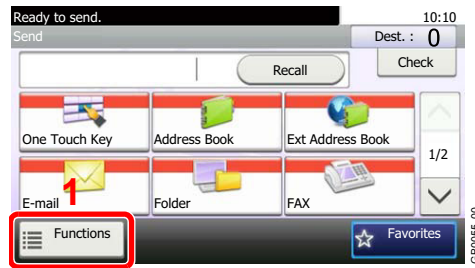 Ready to send.
10:10
Send
Dest. : 0
Recall
Check
One Touch Key
Address Book
Ext Address Book
1/2
E-mail
1
Folder
FAX
Functions
Favorites